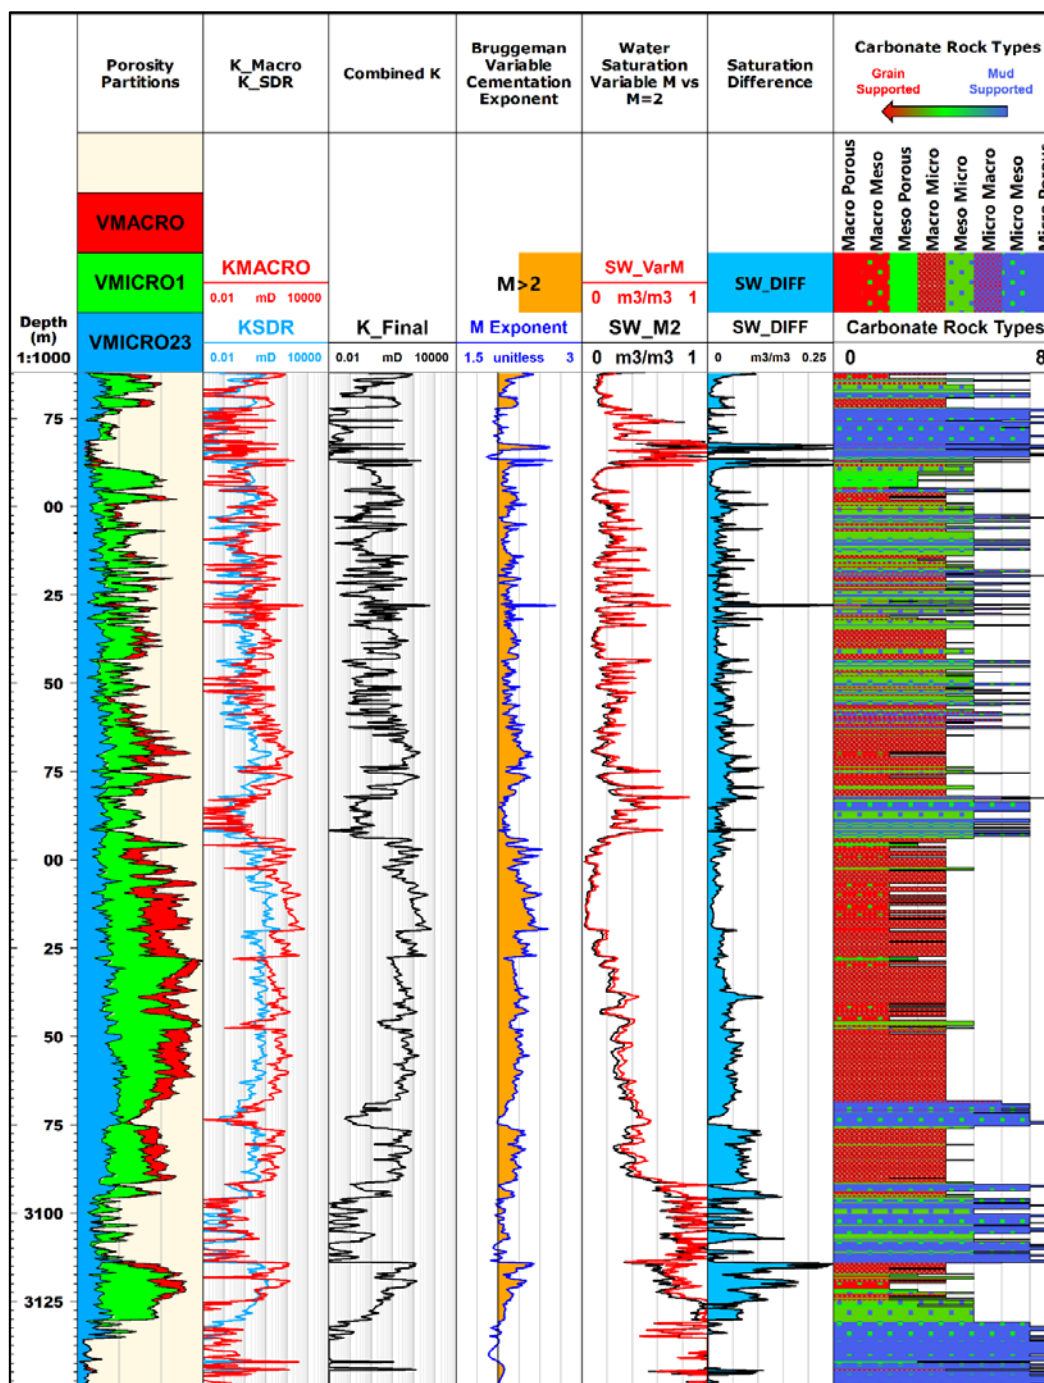 Porosity
Partitions
K_Macro
K_SDR
Combined K
Bruggeman
Variable
Cementation
Exponent
Water
Saturation
Variable M vs
M=2
Saturation
Difference
Carbonate Rock Types
Grain
Supported
Mud
Supported
Macro Porous
Macro Meso
Meso Porous
Macro Micro
Meso Micro
Micro Macro
Micro Meso
Micro Porous
VMACRO
VMICRO1
VMICRO23
KMACRO
0.01 mD 10000
KSDR
0.01 mD 10000
K_Final
0.01 mD 10000
M>2
M Exponent
1.5 unitless 3
SW_VarM
0 m3/m3 1
SW_M2
0 m3/m3 1
SW_DIFF
SW_DIFF
0 m3/m3 0.25
Carbonate Rock Types
0 8
Depth
(m)
1:1000
75
00
25
50
75
00
25
50
75
3100
3125